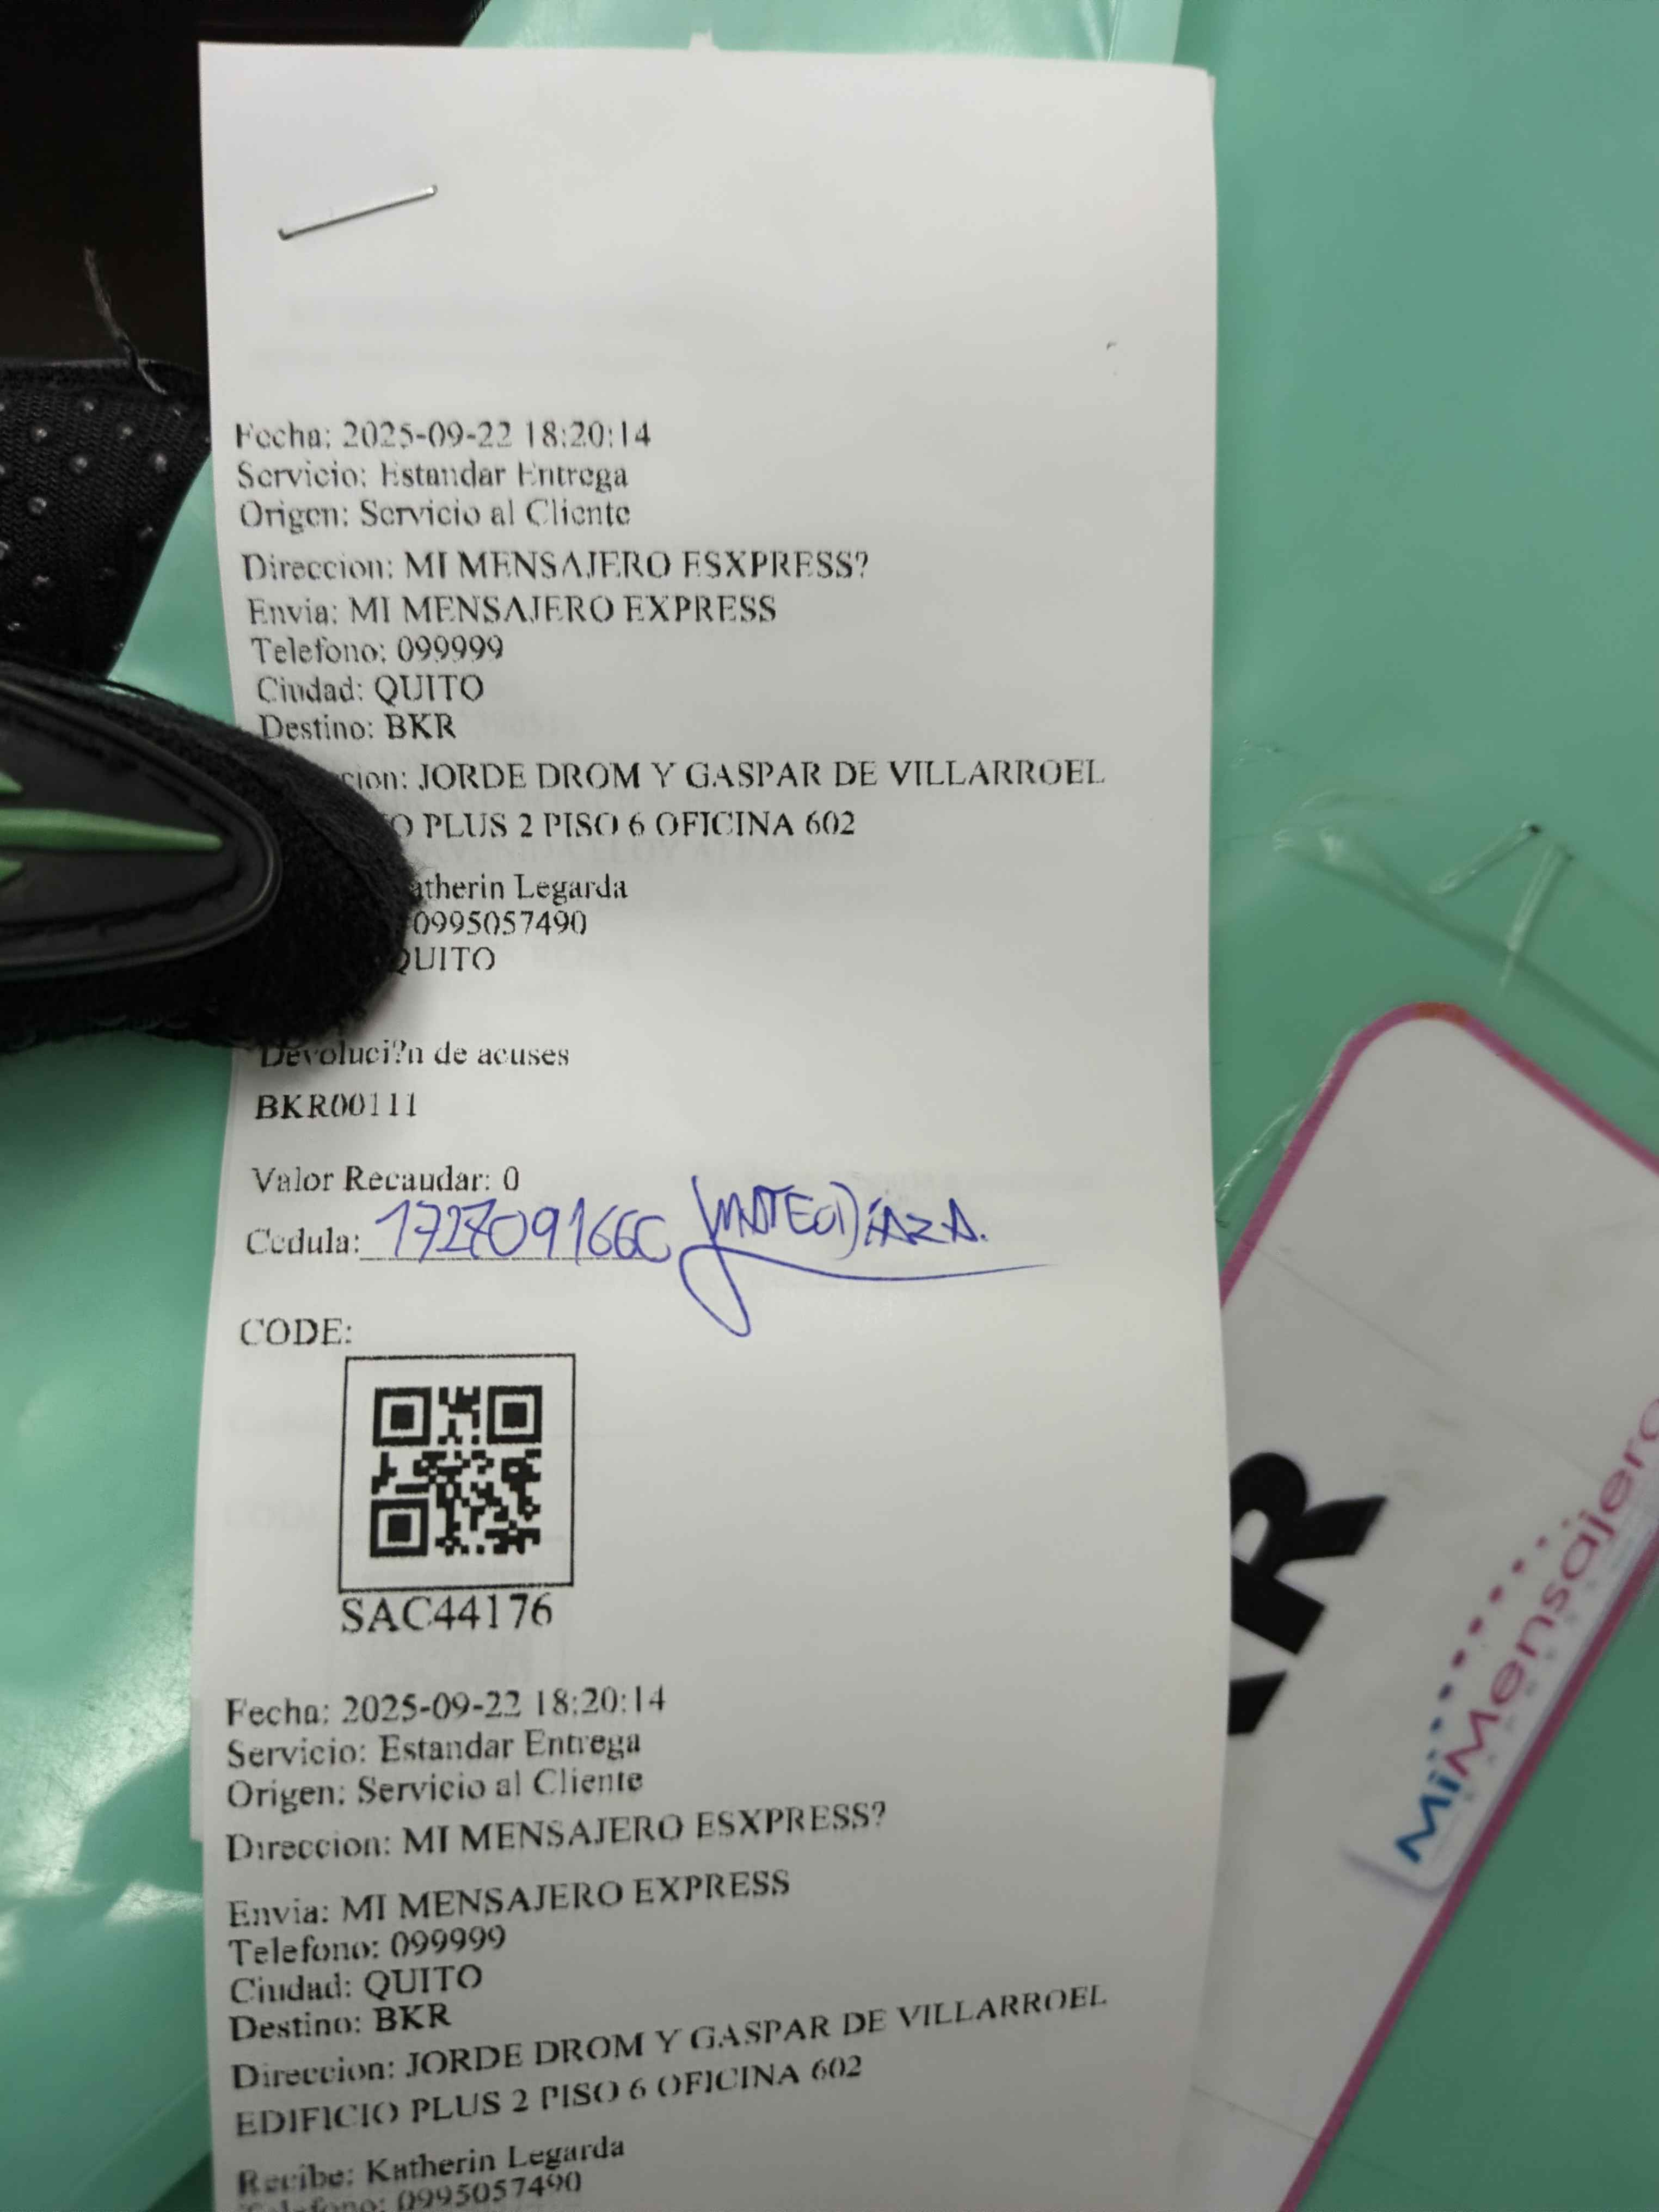 Fecha: 2025-09-22 18:20:14
Servicio: Estandar Entrega
Origen: Servicio al Cliente
Direccion: MI MENSAJERO ESXPRESS?
Envia: MI MENSAJERO EXPRESS
Telefono: 099999
Ciudad: QUITO
Destino: BKR
cion: JORDE DROM Y GASPAR DE VILLARROEL
O PLUS 2 PISO 6 OFICINA 602
atherin Legarda
0995057490
QUITO
Devoluci?n de acuses
BKR00111
Valor Recaudar: 0
Cedula:
CODE:
SAC44176
Fecha: 2025-09-22 18:20:14
Servicio: Estandar Entrega
Origen: Servicio al Cliente
Direccion: MI MENSAJERO ESXPRESS?
Envia: MI MENSAJERO EXPRESS
Telefono: 099999
Ciudad: QUITO
Destino: BKR
Direccion: JORDE DROM Y GASPAR DE VILLARROEL
EDIFICIO PLUS 2 PISO 6 OFICINA 602
Recibe: Katherin Legarda
Telefono: 0995057490
KR
MiMensajero